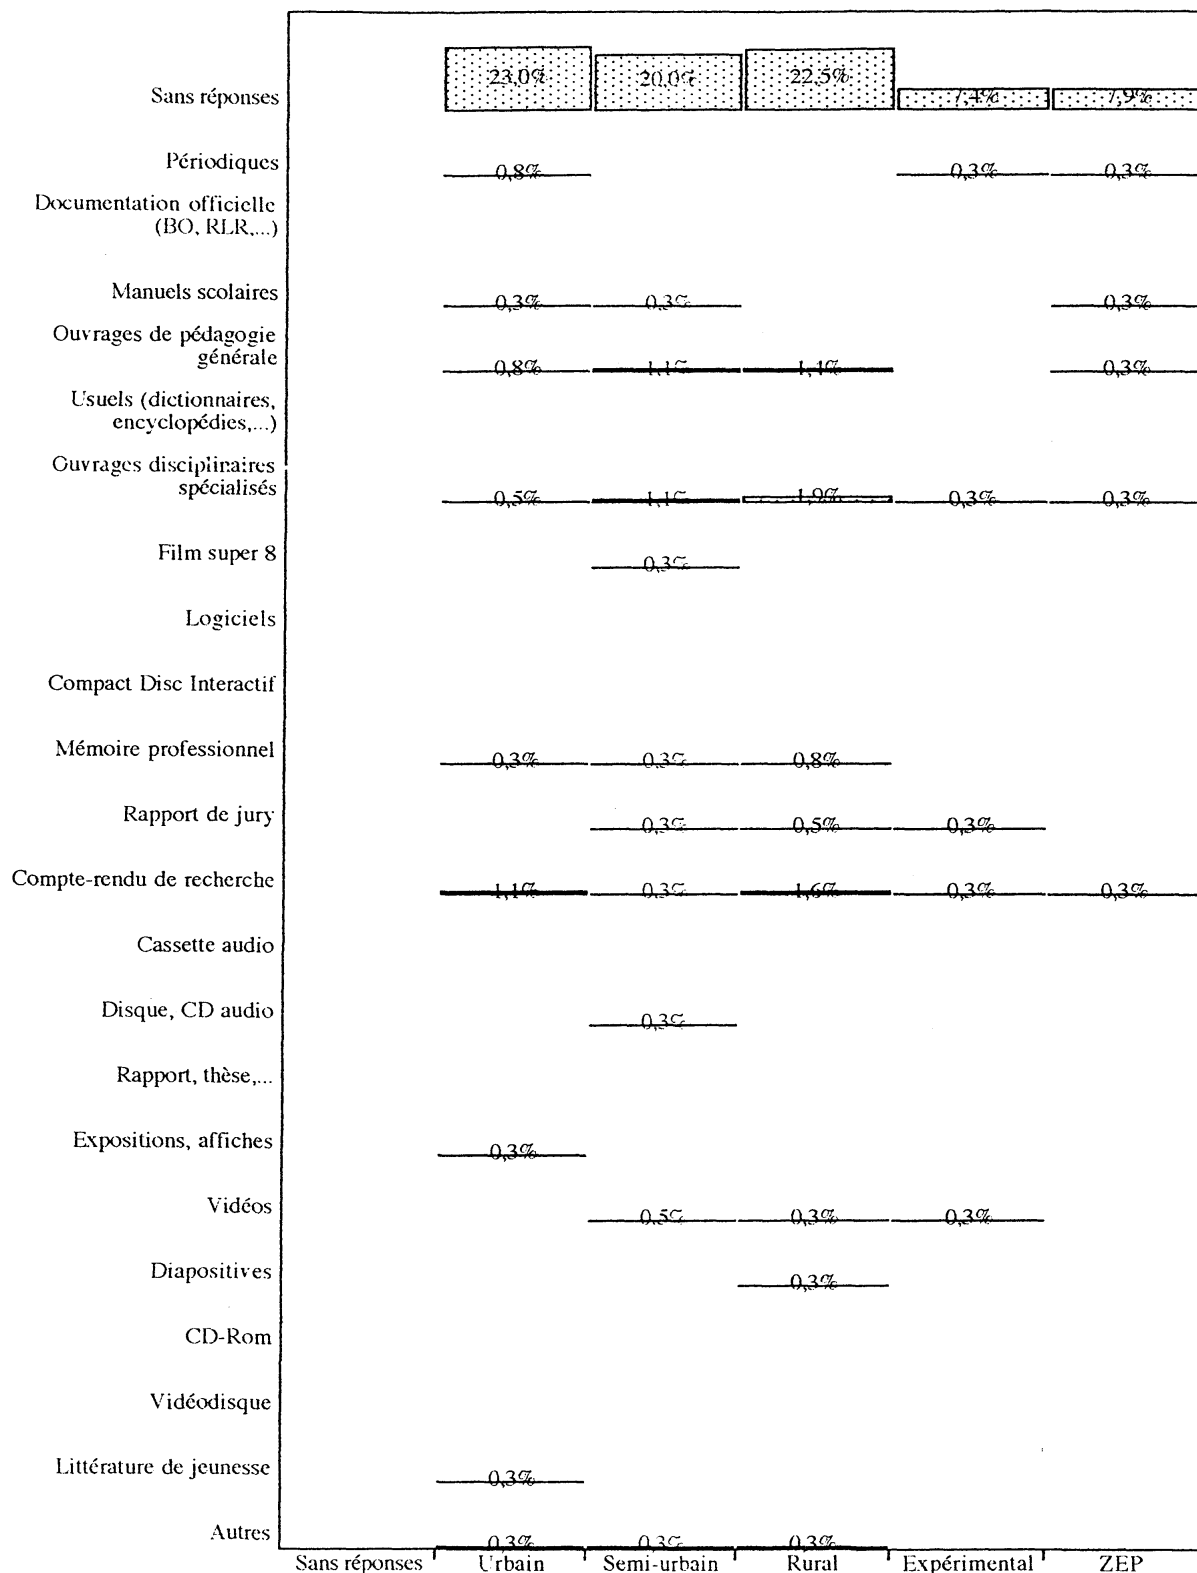 23,0% 20,0% 22,5%
Sans réponses 7,4% 7,9%
Périodiques 0,8% 0,3% 0,3%
Documentation officielle
(BO, RLR,...)
Manuels scolaires 0,3% 0,3% 0,3%
Ouvrages de pédagogie
générale 0,8% 1,1% 1,1% 0,3%
Usuels (dictionnaires,
encyclopédies,...)
Ouvrages disciplinaires
spécialisés 0,5% 1,1% 1,9% 0,3% 0,3%
Film super 8 0,3%
Logiciels
Compact Disc Interactif
Mémoire professionnel 0,3% 0,3% 0,8%
Rapport de jury 0,3% 0,5% 0,3%
Compte-rendu de recherche 1,1% 0,3% 1,6% 0,3% 0,3%
Cassette audio
Disque, CD audio 0,3%
Rapport, thèse,...
Expositions, affiches 0,3%
Vidéos 0,5% 0,3% 0,3%
Diapositives 0,3%
CD-Rom
Vidéodisque
Littérature de jeunesse 0,3%
Autres 0,3% 0,3% 0,3%
Sans réponses Urbain Semi-urbain Rural Expérimental ZEP